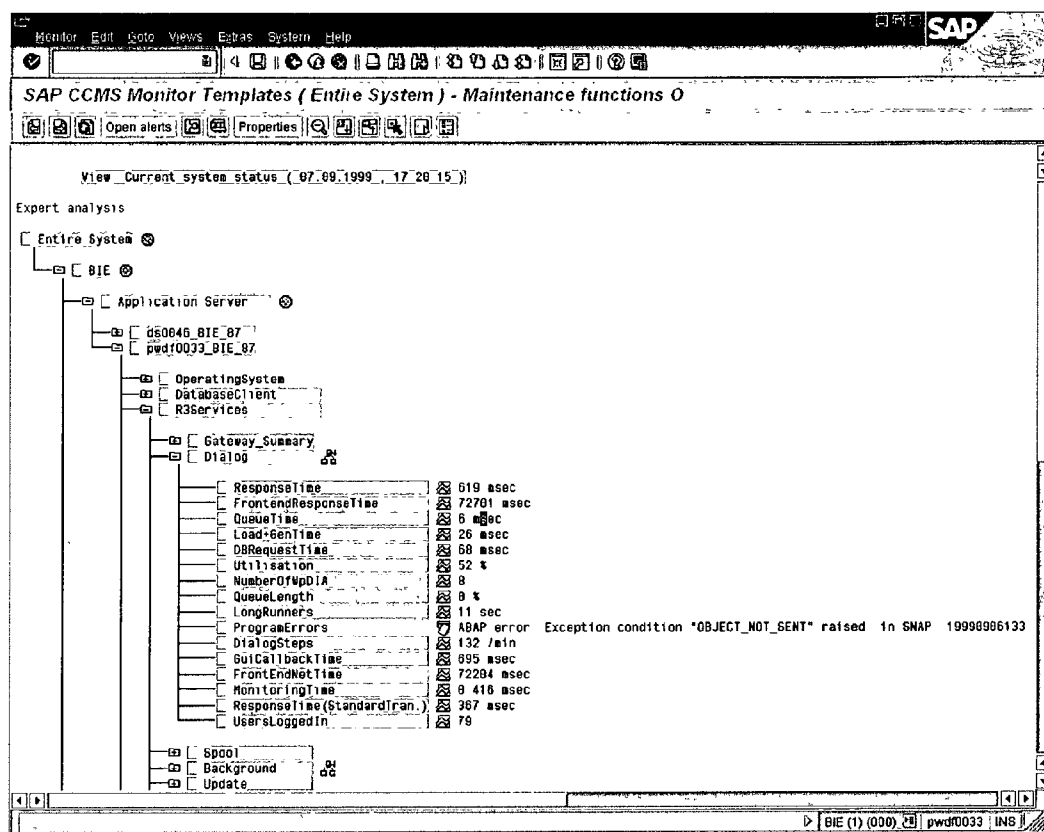 Monitor Edit Goto Views Extras System Help
SAP
SAP CCMS Monitor Templates ( Entire System ) - Maintenance functions O
Open alerts Properties
View Current system status ( 07.09.1999 , 17 20 15 )
Expert analysis
Entire System
BIE
Application Server
ds0046_BIE_87
pwdf0033_BIE_87
OperatingSystem
DatabaseClient
R3Services
Gateway_Summary
Dialog
ResponseTime 619 msec
FrontendResponseTime 72701 msec
QueueTime 6 msec
Load+GenTime 26 msec
DBRequestTime 68 msec
Utilisation 52 %
NumberOfWpDIA 8
QueueLength 0 %
LongRunners 11 sec
ProgramErrors ABAP error Exception condition "OBJECT_NOT_SENT" raised in SNAP 19990906133
DialogSteps 132 /min
GuiCallbackTime 695 msec
FrontEndNetTime 72204 msec
MonitoringTime 0 416 msec
ResponseTime(StandardTran.) 367 msec
UsersLoggedIn 79
Spool
Background
Update
BIE (1) (000) pwdf0033 INS